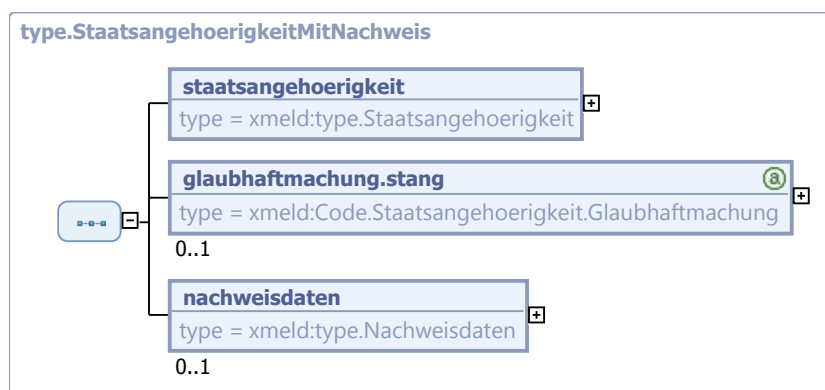 type.StaatsangehoerigkeitMitNachweis
staatsangehoerigkeit
type = xmeld:type.Staatsangehoerigkeit
glaubhaftmachung.stang
a
type = xmeld:Code.Staatsangehoerigkeit.Glaubhaftmachung
0..1
nachweisdaten
type = xmeld:type.Nachweisdaten
0..1